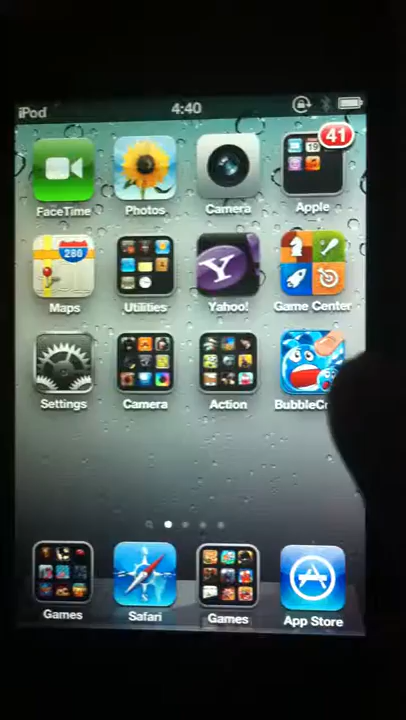 iPod 4:40
41
19
FaceTime Photos Camera Apple
280
Y!
Maps Utilities Yahoo! Game Center
Settings Camera Action
Games Safari Games App Store